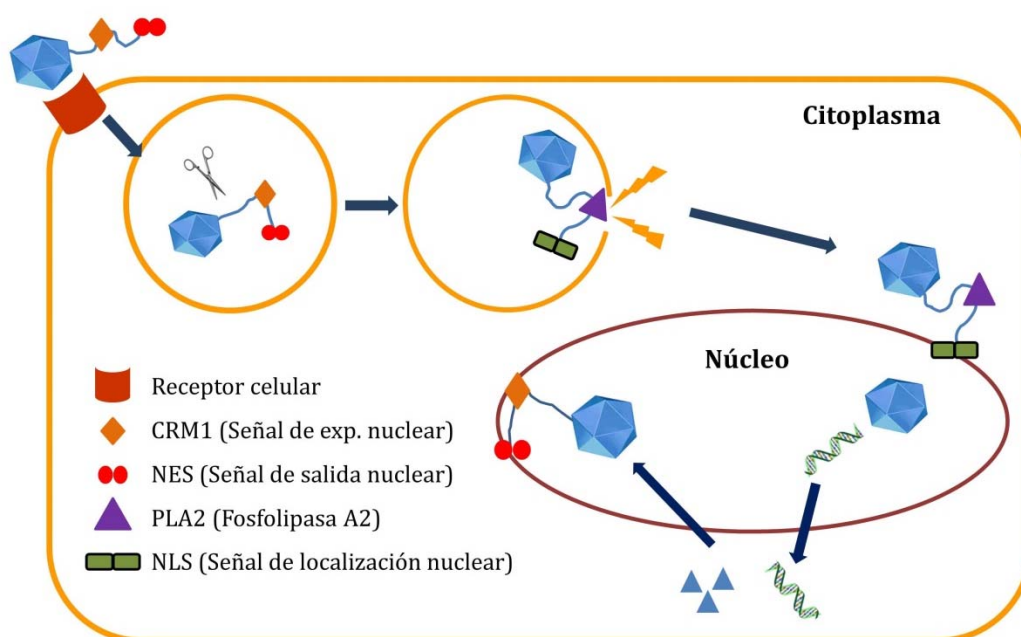 Citoplasma
Núcleo
Receptor celular
CRM1 (Señal de exp. nuclear)
NES (Señal de salida nuclear)
PLA2 (Fosfolipasa A2)
NLS (Señal de localización nuclear)